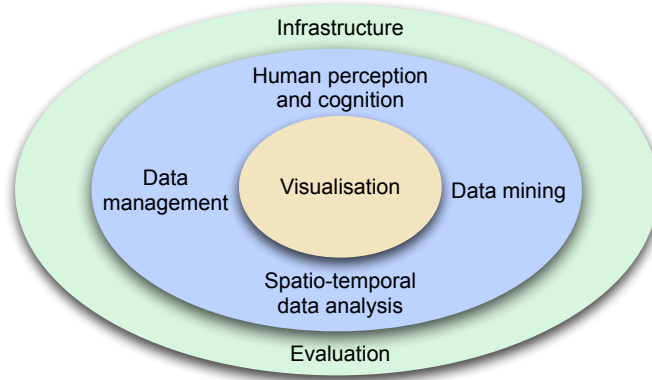 Infrastructure
Human perception
and cognition
Data
management
Visualisation
Data mining
Spatio-temporal
data analysis
Evaluation